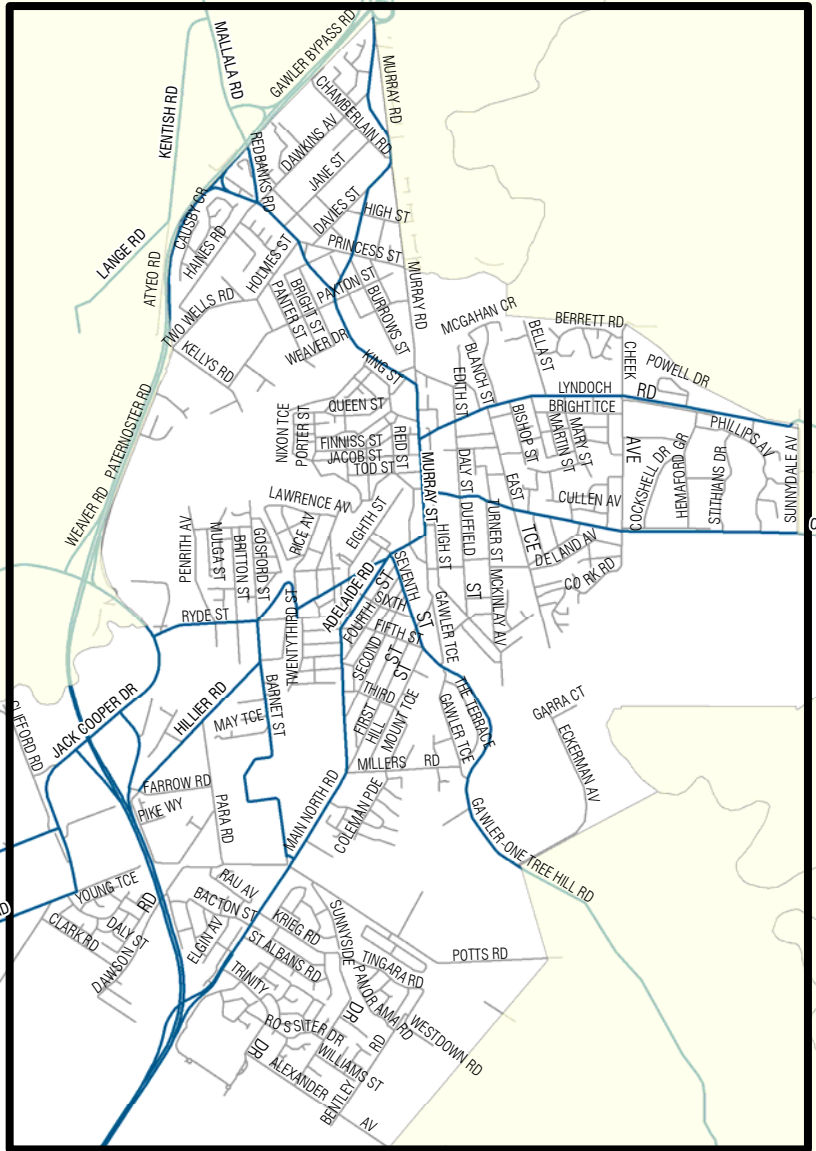 MALLALA RD
GAWLER BYPASS RD
KENTISH RD
MURRAY RD
CHAMBERLAIN RD
REDBANKS RD
DAWKINS AV
JANE ST
CAUSBY CR
DAVIES ST
HIGH ST
LANGE RD
HAINES RD
HOLMES ST
PRINCESS ST
ATYEO RD
MURRAY RD
PAXTON ST
BRIGHT ST
PANTER ST
BURROWS ST
TWO WELLS RD
WEAVER DR
KELLYS RD
KING ST
MCGAHAN CR
BERRETT RD
BELLA ST
BLANCH ST
CHEEK
POWELL DR
EDITH ST
LYNDOCH
RD
BRIGHT TCE
PATERNOSTER RD
QUEEN ST
NIXON TCE
PORTER ST
REID ST
BISHOP ST
MARTIN ST
MARY ST
PHILLIPS AV
FINNISS ST
JACOB ST
TOD ST
MURRAY ST
DALY ST
AVE
COCKSHELL DR
HEMAFORD GR
STITHIANS DR
SUNNYDALE AV
WEAVER RD
LAWRENCE AV
EAST
CULLEN AV
RICE AV
EIGHTH ST
DUFFIELD
TURNER ST
TCE
HIGH ST
PENRITH AV
MULGA ST
BRITTON ST
GOSFORD ST
DELAND AV
CORK RD
SEVENTH
ST
ADELAIDE RD
ST
SIXTH
ST
MCKINLAY AV
RYDE ST
TWENTYTHIRD ST
FOURTH
FIFTH ST
GAWLER TCE
SECOND
ST
ST
THIRD
BARNET ST
HILLIER RD
MAY TCE
FIRST
HILL
MOUNT TCE
GAWLER TCE
THE TERRACE
GARRA CT
ECKERMAN AV
CLIFFORD RD
JACK COOPER DR
MILLERS RD
FARROW RD
PIKE WY
PARA RD
MAIN NORTH RD
COLEMAN PDE
GAWLER-ONE TREE HILL RD
YOUNG TCE
RD
RAU AV
BACTON ST
KRIEG RD
SUNNYSIDE
CLARK RD
DALY ST
DAWSON
ELGIN AV
ST ALBANS RD
TINGARA RD
POTTS RD
TRINITY
PANORAMA RD
DR
WESTDOWN RD
ROSSITER DR
DR
RD
WILLIAMS ST
ALEXANDER
BENTLEY
AV